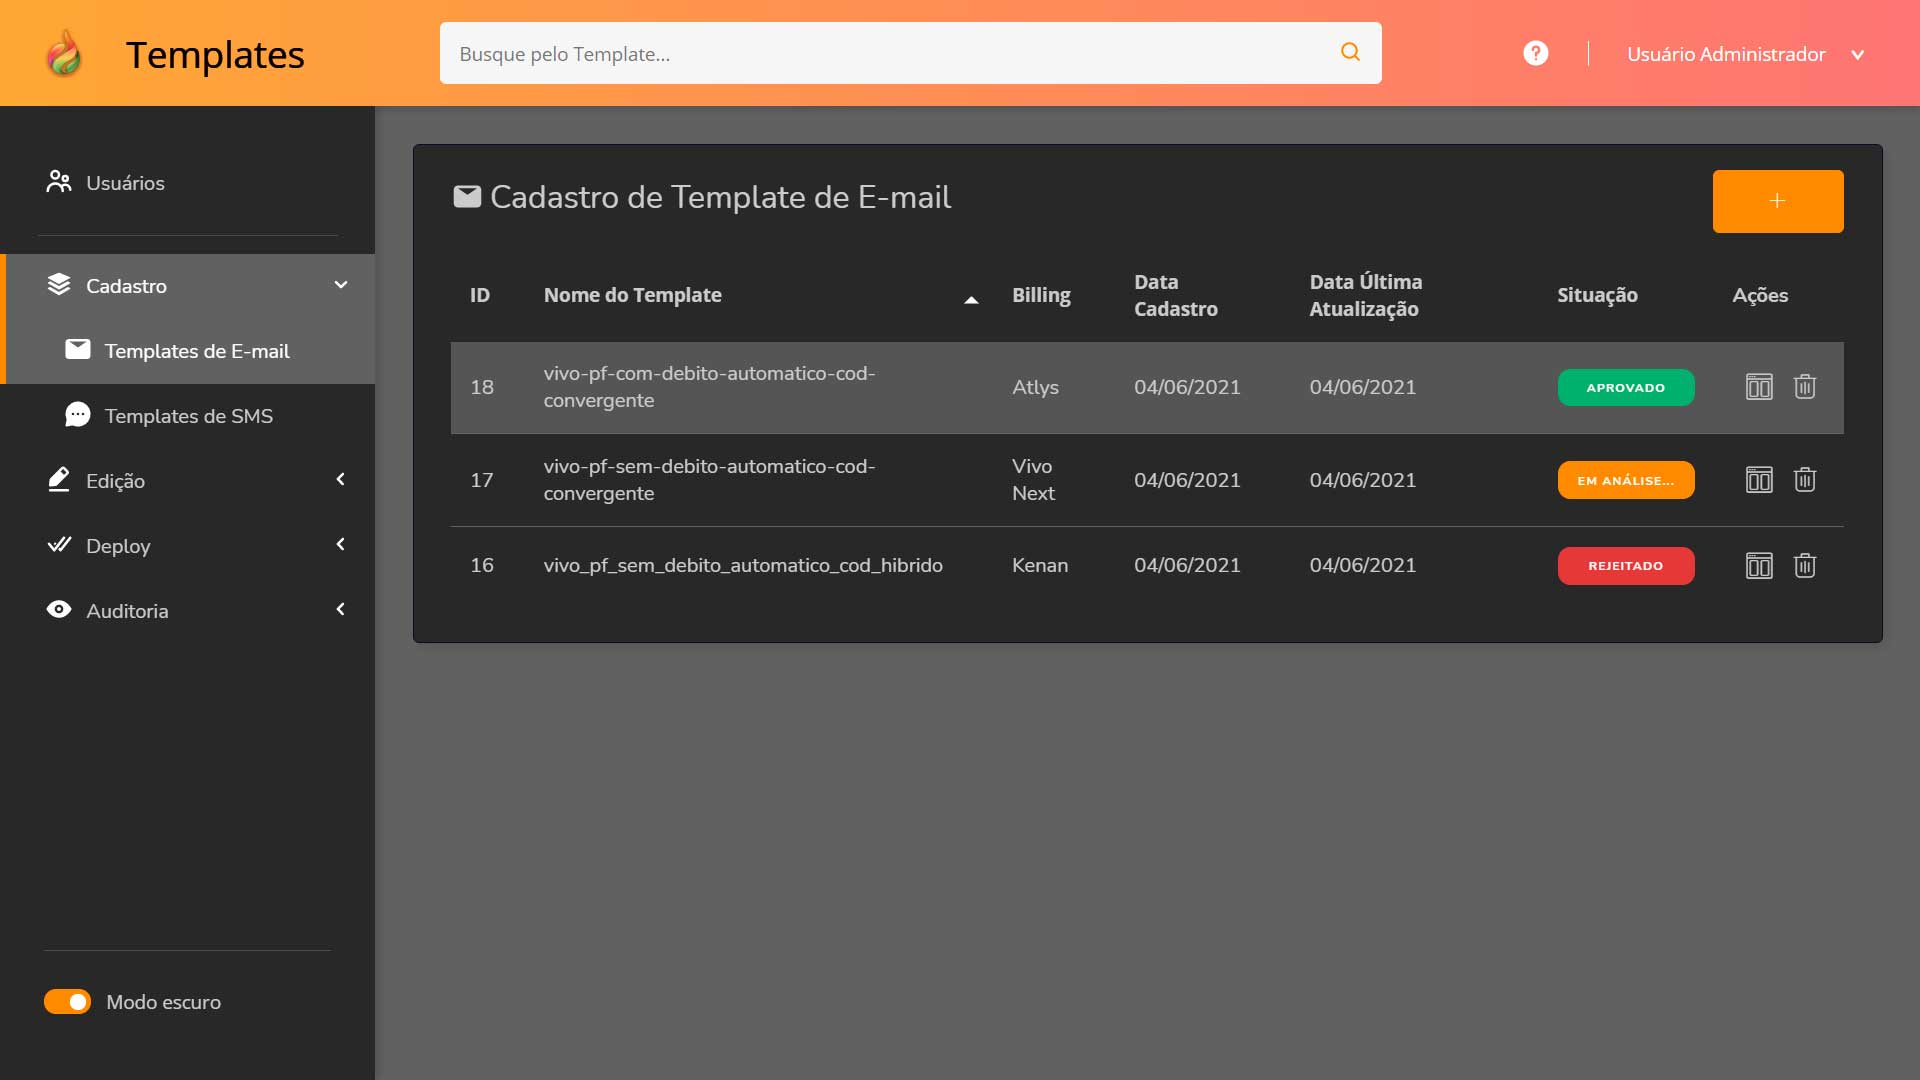 Templates
Busque pelo Template...
?
Usuário Administrador
Usuários
Cadastro
Templates de E-mail
Templates de SMS
Edição
Deploy
Auditoria
Modo escuro
Cadastro de Template de E-mail
+
ID
Nome do Template
Billing
Data
Cadastro
Data Última
Atualização
Situação
Ações
18
vivo-pf-com-debito-automatico-cod-
convergente
Atlys
04/06/2021
04/06/2021
APROVADO
17
vivo-pf-sem-debito-automatico-cod-
convergente
Vivo
Next
04/06/2021
04/06/2021
EM ANÁLISE...
16
vivo_pf_sem_debito_automatico_cod_hibrido
Kenan
04/06/2021
04/06/2021
REJEITADO